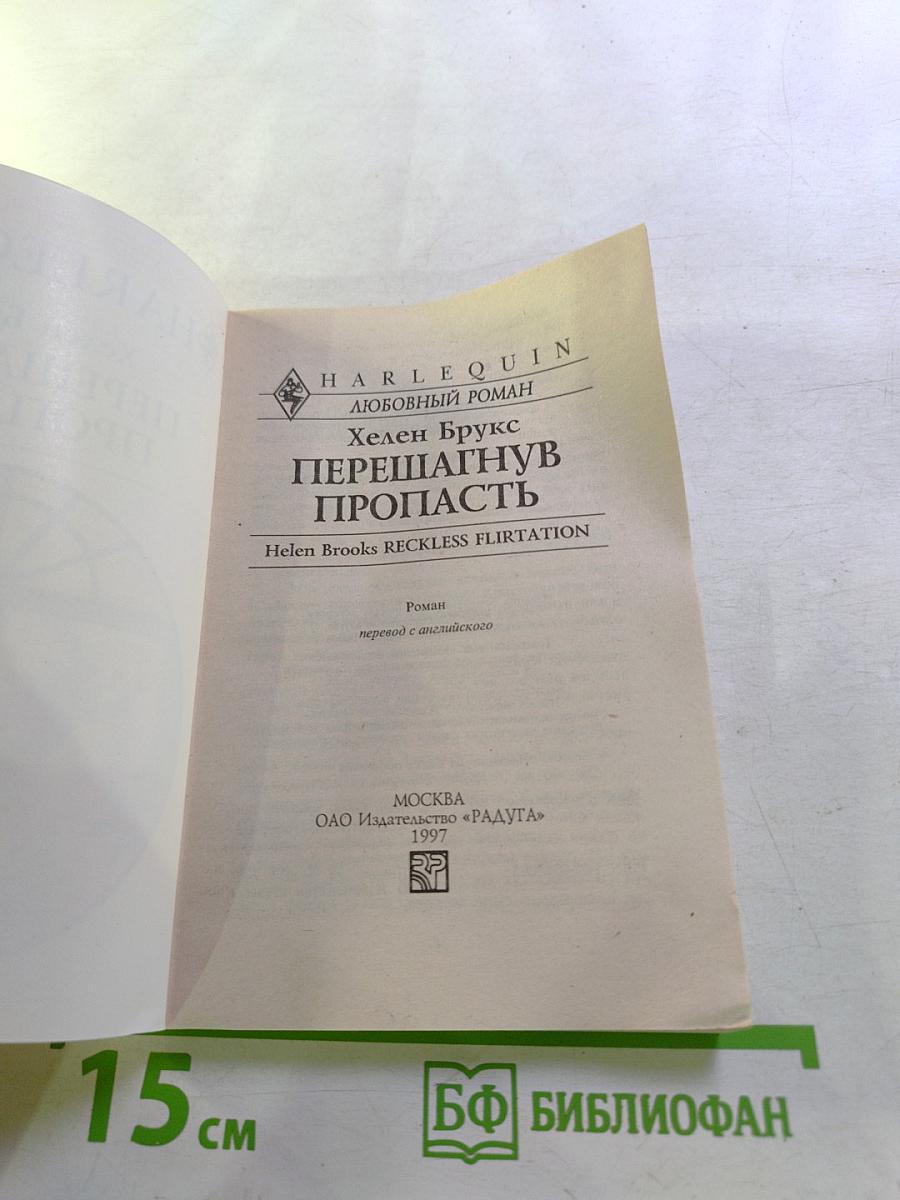 HARLEQUIN
ЛЮБОВНЫЙ РОМАН
Хелен Брукс
ПЕРЕШАГНУВ
ПРОПАСТЬ
Helen Brooks RECKLESS FLIRTATION
Роман
перевод с английского
МОСКВА
ОАО Издательство «РАДУГА»
1997
15 см
БФ БИБЛИОФАН